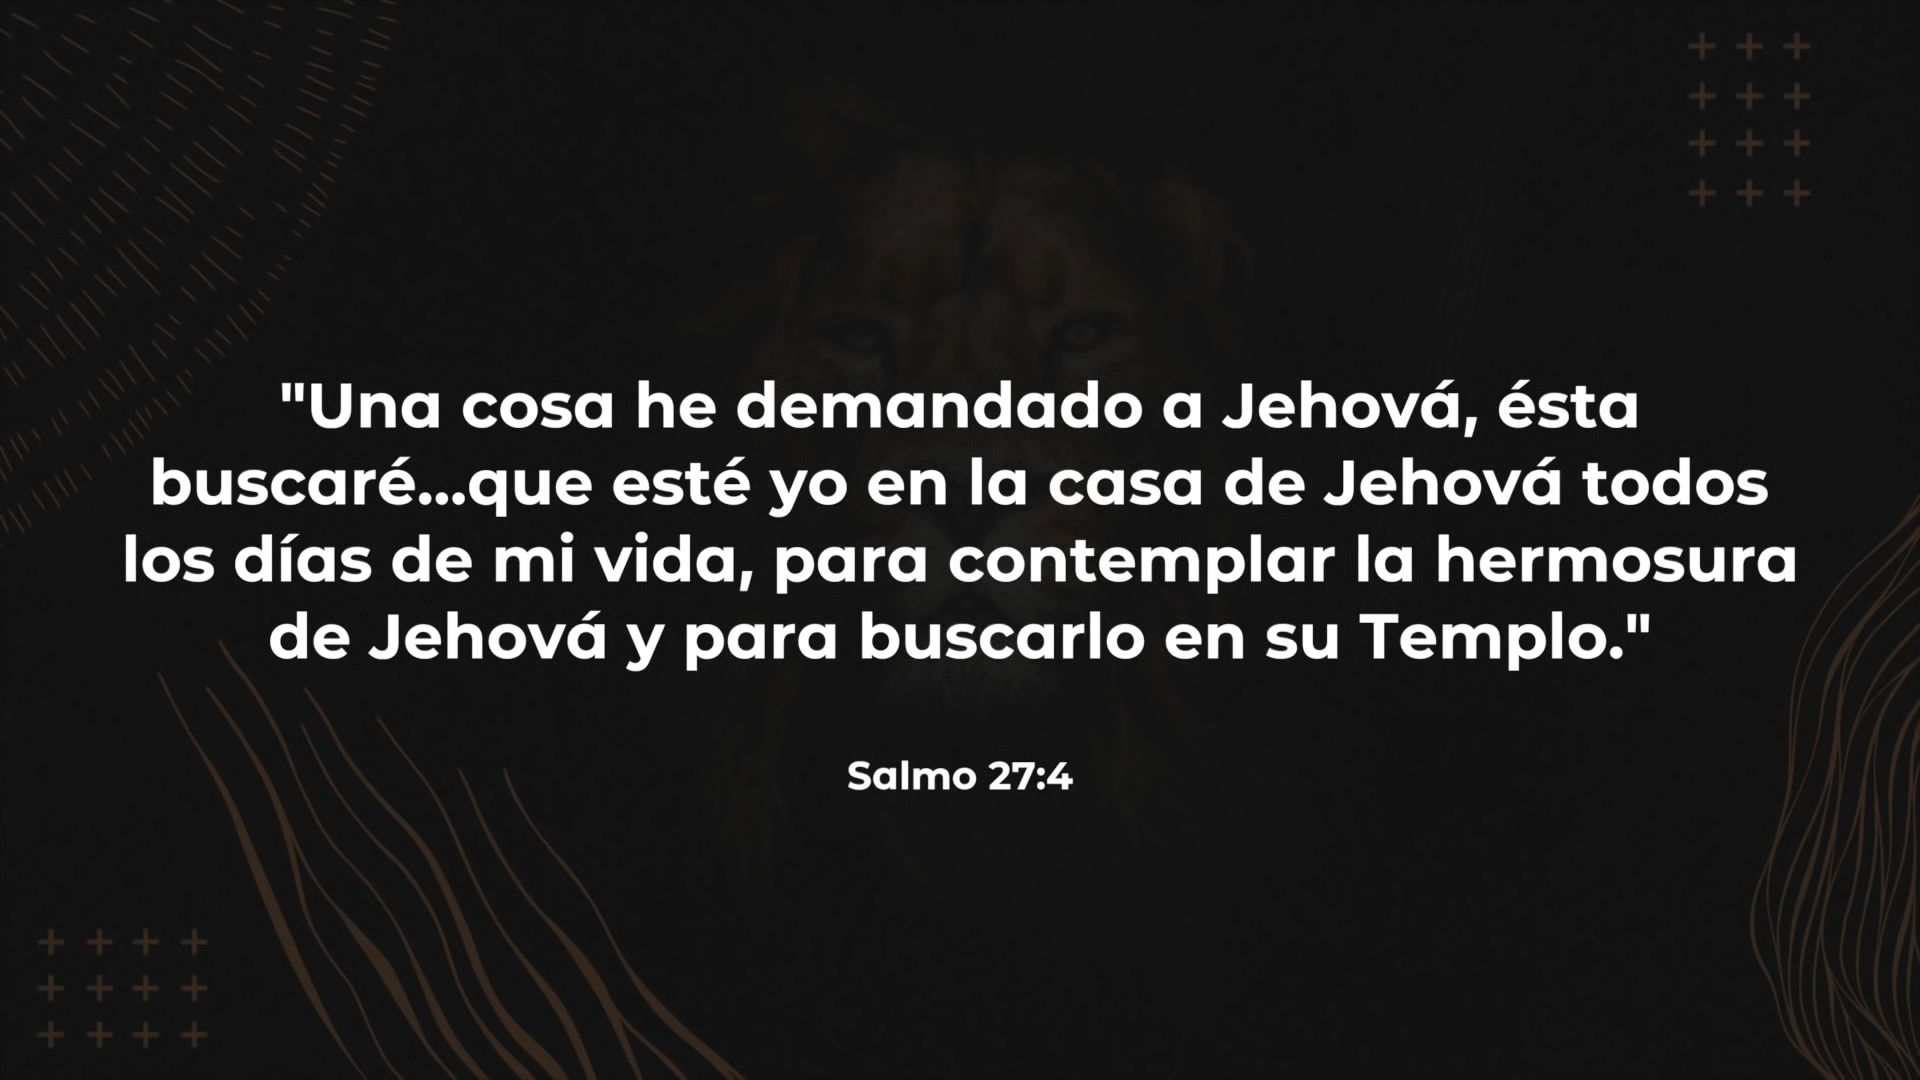 "Una cosa he demandado a Jehová, ésta
buscaré...que esté yo en la casa de Jehová todos
los días de mi vida, para contemplar la hermosura
de Jehová y para buscarlo en su Templo."
Salmo 27:4